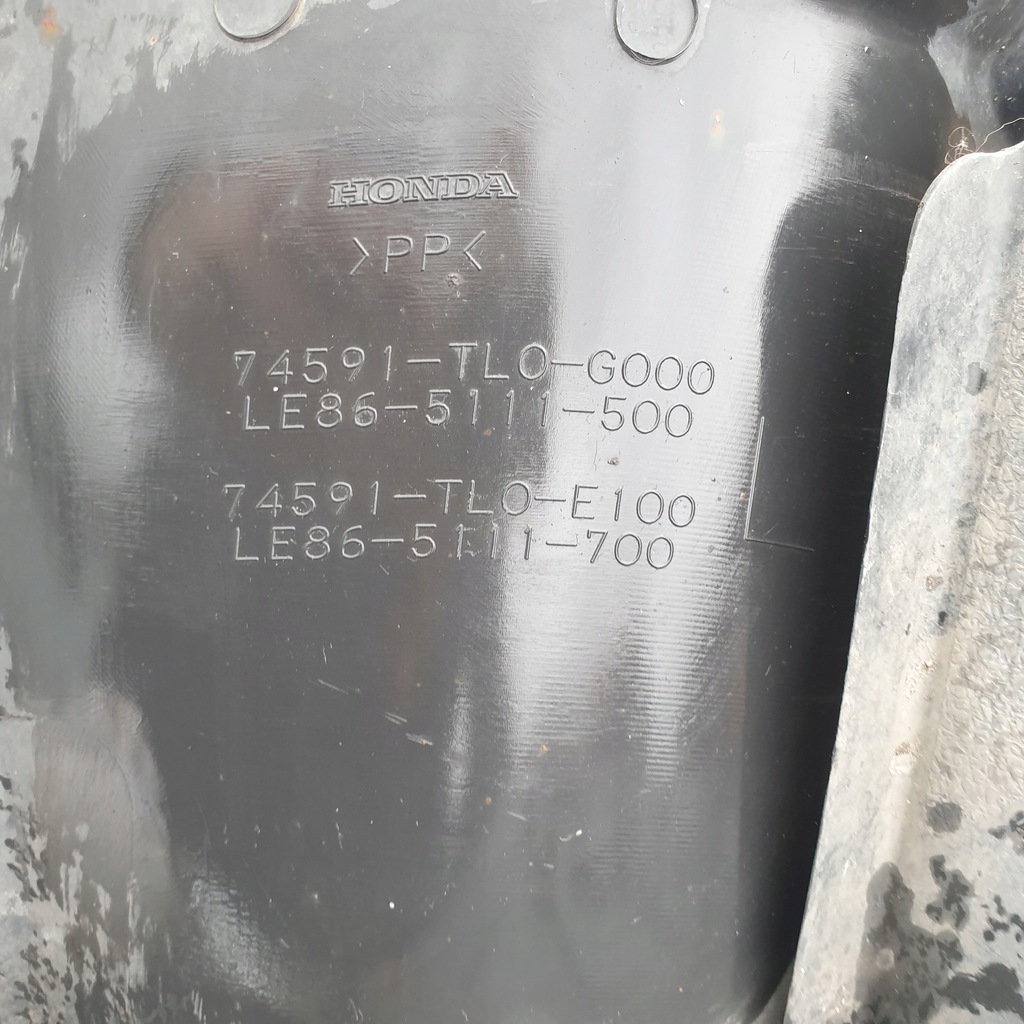 HONDA
>PP<
74591-TL0-G000
LE86-5111-500
74591-TL0-E100
LE86-5111-700
L